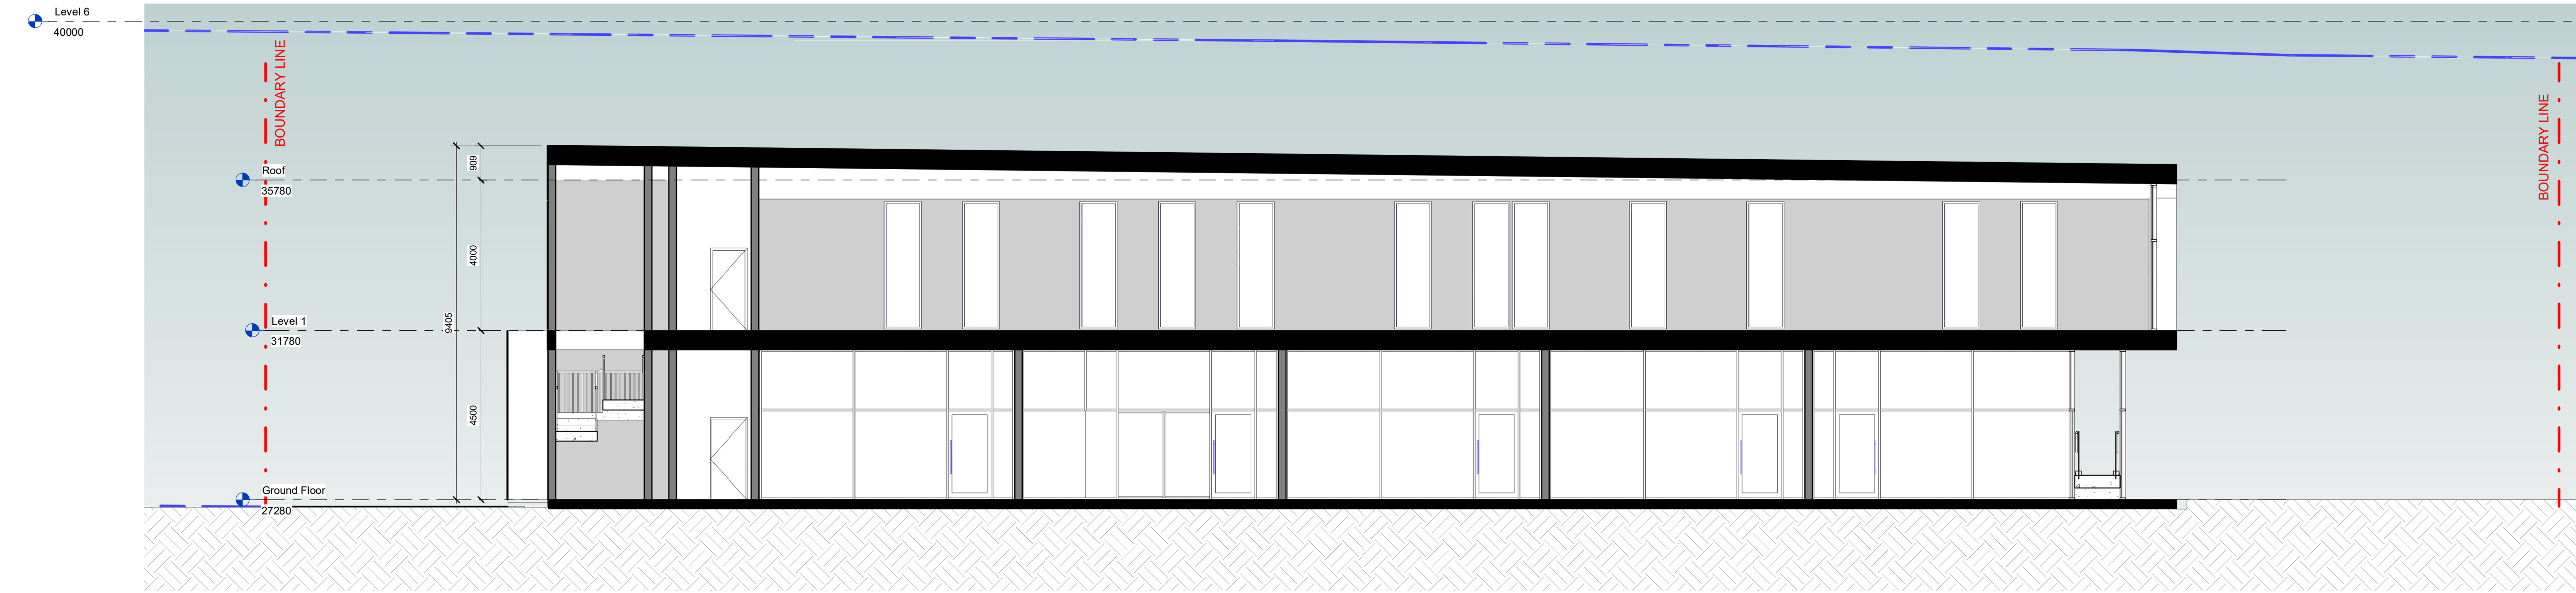 Level 6
40000
BOUNDARY LINE
BOUNDARY LINE
Roof
35780
909
4000
9405
Level 1
31780
4500
Ground Floor
27280